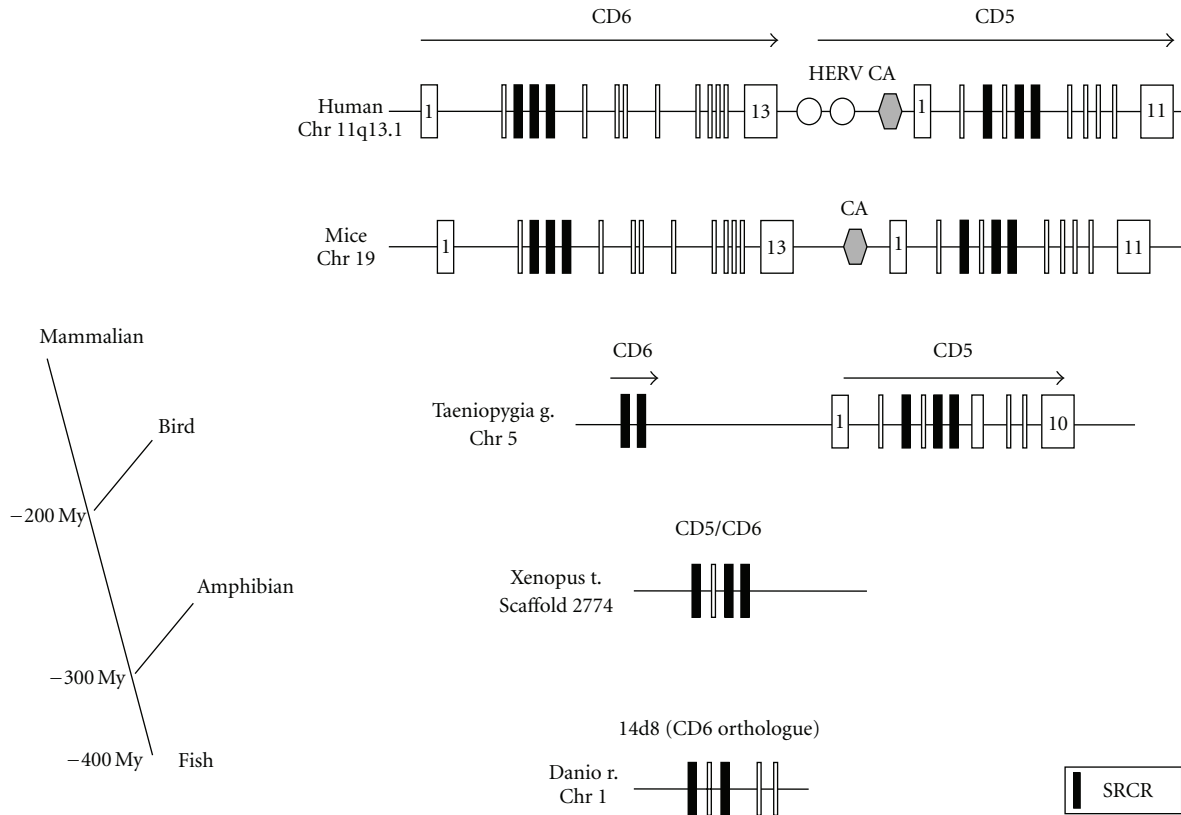 CD6
CD5
HERV CA
Human
Chr 11q13.1
1
13
1
11
CA
Mice
Chr 19
1
13
1
11
Mammalian
Bird
−200 My
Amphibian
−300 My
−400 My
Fish
CD6
CD5
Taeniopygia g.
Chr 5
1
10
CD5/CD6
Xenopus t.
Scaffold 2774
14d8 (CD6 orthologue)
Danio r.
Chr 1
SRCR